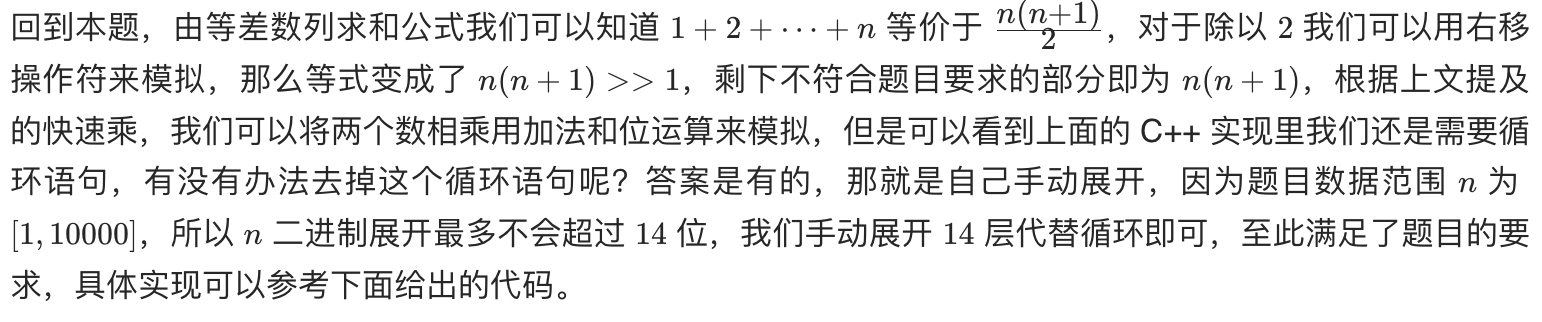 回到本题，由等差数列求和公式我们可以知道 1 + 2 + ⋯ + n 等价于 n(n+1)/2，对于除以 2 我们可以用右移
操作符来模拟，那么等式变成了 n(n + 1) >> 1，剩下不符合题目要求的部分即为 n(n + 1)，根据上文提及
的快速乘，我们可以将两个数相乘用加法和位运算来模拟，但是可以看到上面的 C++ 实现里我们还是需要循
环语句，有没有办法去掉这个循环语句呢？答案是有的，那就是自己手动展开，因为题目数据范围 n 为
[1, 10000]，所以 n 二进制展开最多不会超过 14 位，我们手动展开 14 层代替循环即可，至此满足了题目的要
求，具体实现可以参考下面给出的代码。